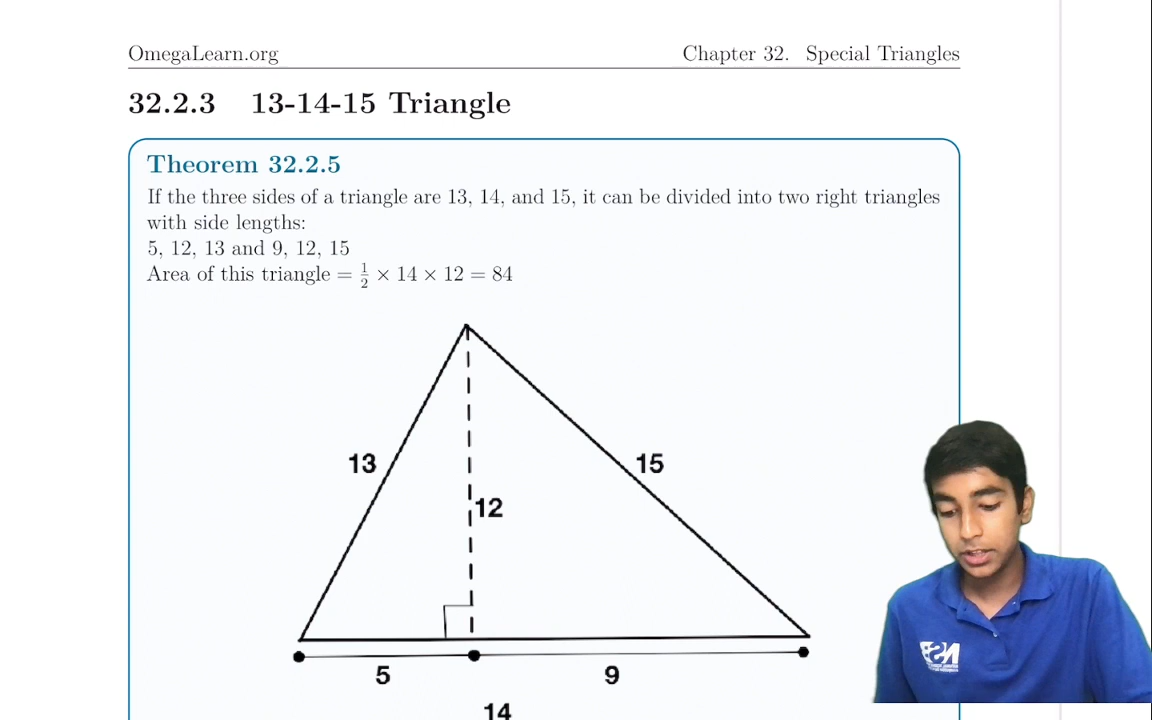 OmegaLearn.org Chapter 32. Special Triangles
32.2.3 13-14-15 Triangle
Theorem 32.2.5
If the three sides of a triangle are 13, 14, and 15, it can be divided into two right triangles
with side lengths:
5, 12, 13 and 9, 12, 15
Area of this triangle = 1/2 × 14 × 12 = 84
13
15
12
5
9
14